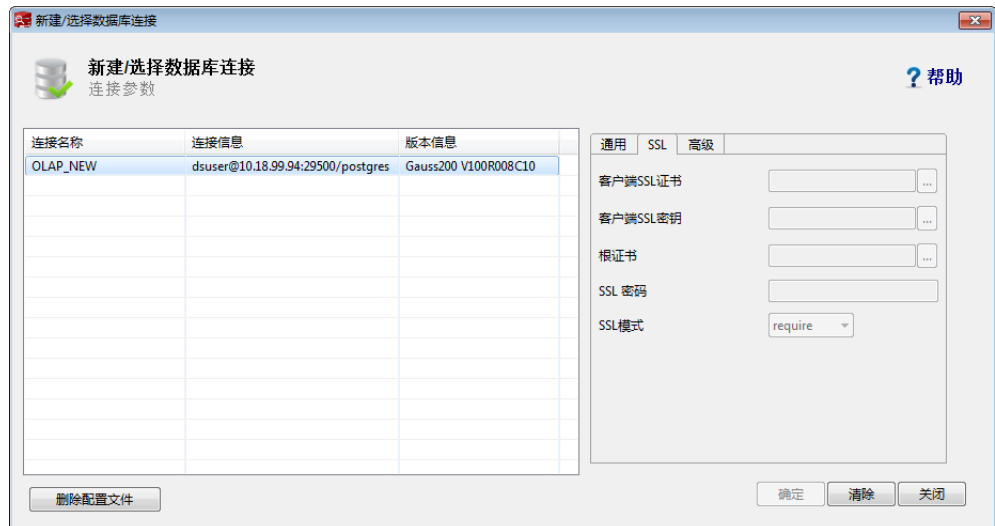 新建/选择数据库连接
新建/选择数据库连接
连接参数
帮助
连接名称 连接信息 版本信息
OLAP_NEW dsuser@10.18.99.94:29500/postgres Gauss200 V100R008C10
通用 SSL 高级
客户端SSL证书 ...
客户端SSL密钥 ...
根证书 ...
SSL 密码
SSL模式 require
删除配置文件 确定 清除 关闭